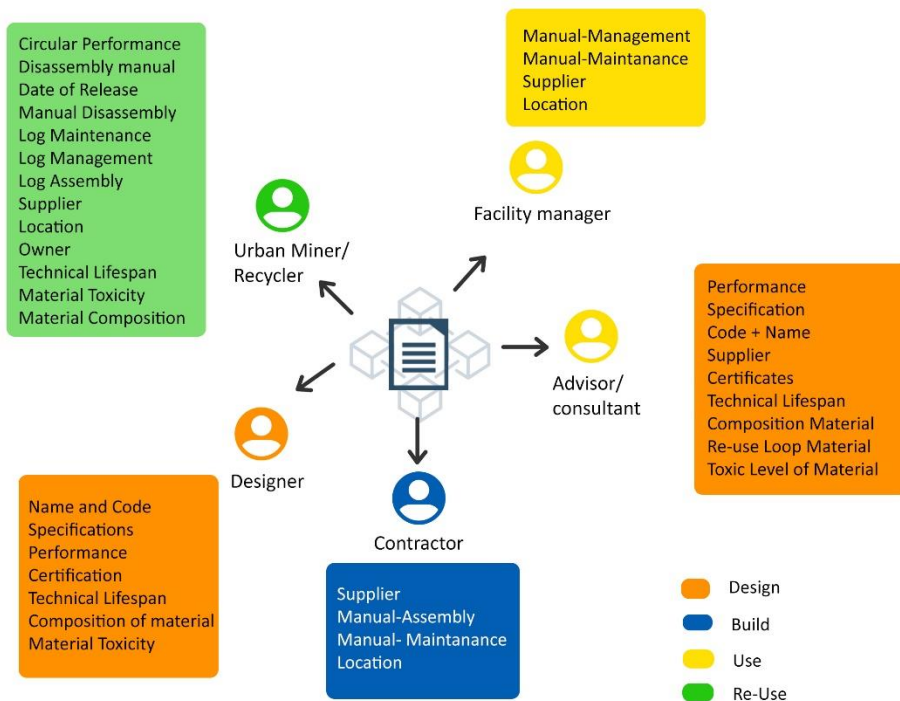 Circular Performance
Disassembly manual
Date of Release
Manual Disassembly
Log Maintenance
Log Management
Log Assembly
Supplier
Location
Owner
Technical Lifespan
Material Toxicity
Material Composition
Urban Miner/
Recycler
Manual-Management
Manual-Maintanance
Supplier
Location
Facility manager
Performance
Specification
Code + Name
Supplier
Certificates
Technical Lifespan
Composition Material
Re-use Loop Material
Toxic Level of Material
Advisor/
consultant
Designer
Name and Code
Specifications
Performance
Certification
Technical Lifespan
Composition of material
Material Toxicity
Contractor
Supplier
Manual-Assembly
Manual- Maintanance
Location
Design
Build
Use
Re-Use